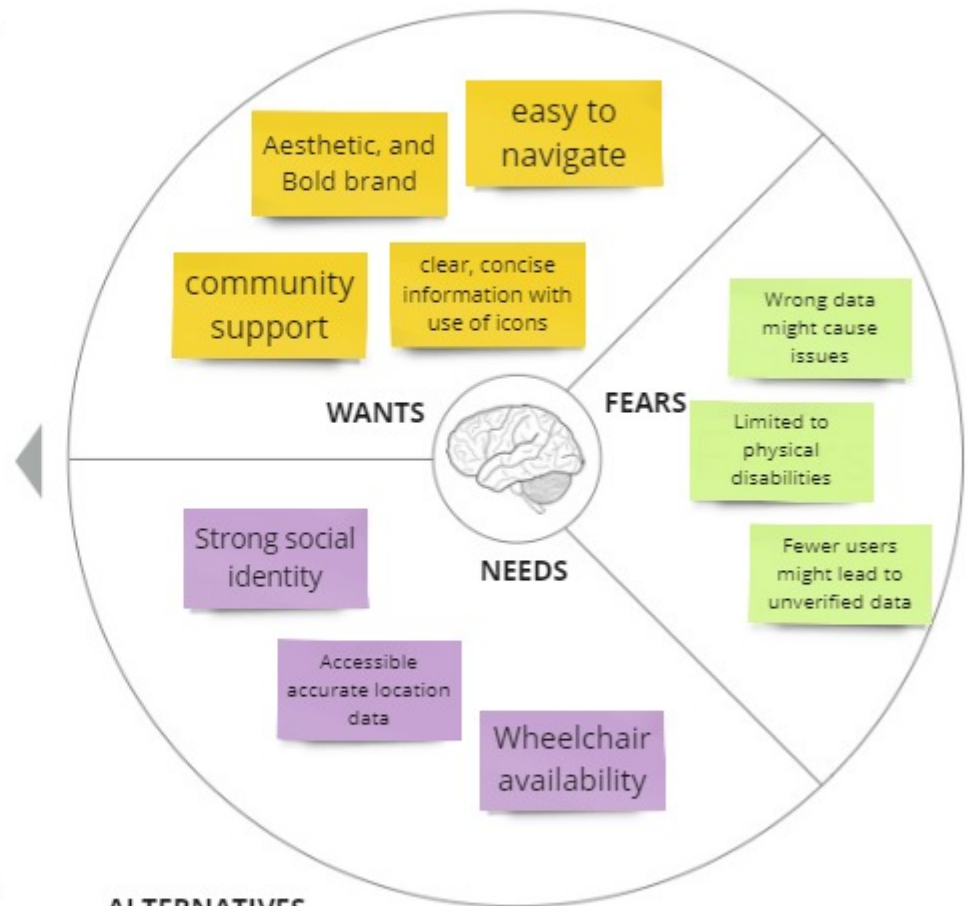 Aesthetic, and
Bold brand
easy to
navigate
community
support
clear, concise
information with
use of icons
WANTS
FEARS
Wrong data
might cause
issues
Limited to
physical
disabilities
Fewer users
might lead to
unverified data
NEEDS
Strong social
identity
Accessible
accurate location
data
Wheelchair
availability
ALTERNATIVES